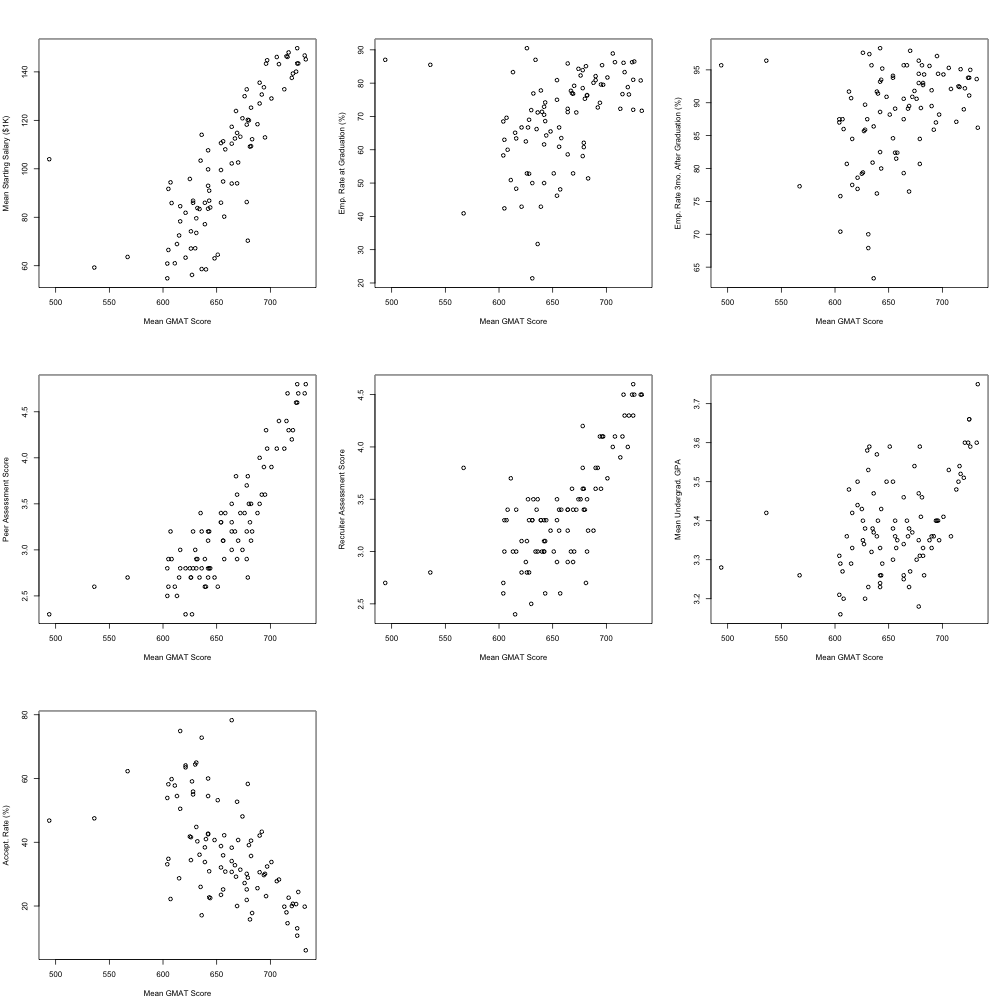 Mean Starting Salary ($1K)
60 80 100 120 140
500 550 600 650 700
Mean GMAT Score
Emp. Rate at Graduation (%)
20 30 40 50 60 70 80 90
500 550 600 650 700
Mean GMAT Score
Emp. Rate 3mo. After Graduation (%)
65 70 75 80 85 90 95
500 550 600 650 700
Mean GMAT Score
Peer Assessment Score
2.5 3.0 3.5 4.0 4.5
500 550 600 650 700
Mean GMAT Score
Recruiter Assessment Score
2.5 3.0 3.5 4.0 4.5
500 550 600 650 700
Mean GMAT Score
Mean Undergrad. GPA
3.2 3.3 3.4 3.5 3.6 3.7
500 550 600 650 700
Mean GMAT Score
Accept. Rate (%)
20 40 60 80
500 550 600 650 700
Mean GMAT Score